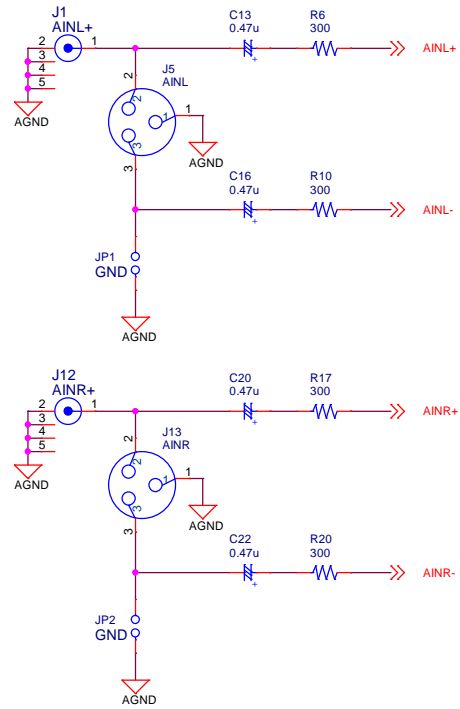 J1
AINL+
2
1
3
4
5
AGND
C13
0.47u
R6
300
AINL+
2
J5
AINL
2
1
1
3
AGND
3
C16
0.47u
+
R10
300
AINL-
+
JP1
GND
AGND
J12
AINR+
2
1
3
4
5
AGND
C20
0.47u
R17
300
AINR+
+
2
J13
AINR
2
1
1
3
AGND
3
C22
0.47u
R20
300
AINR-
+
JP2
GND
AGND